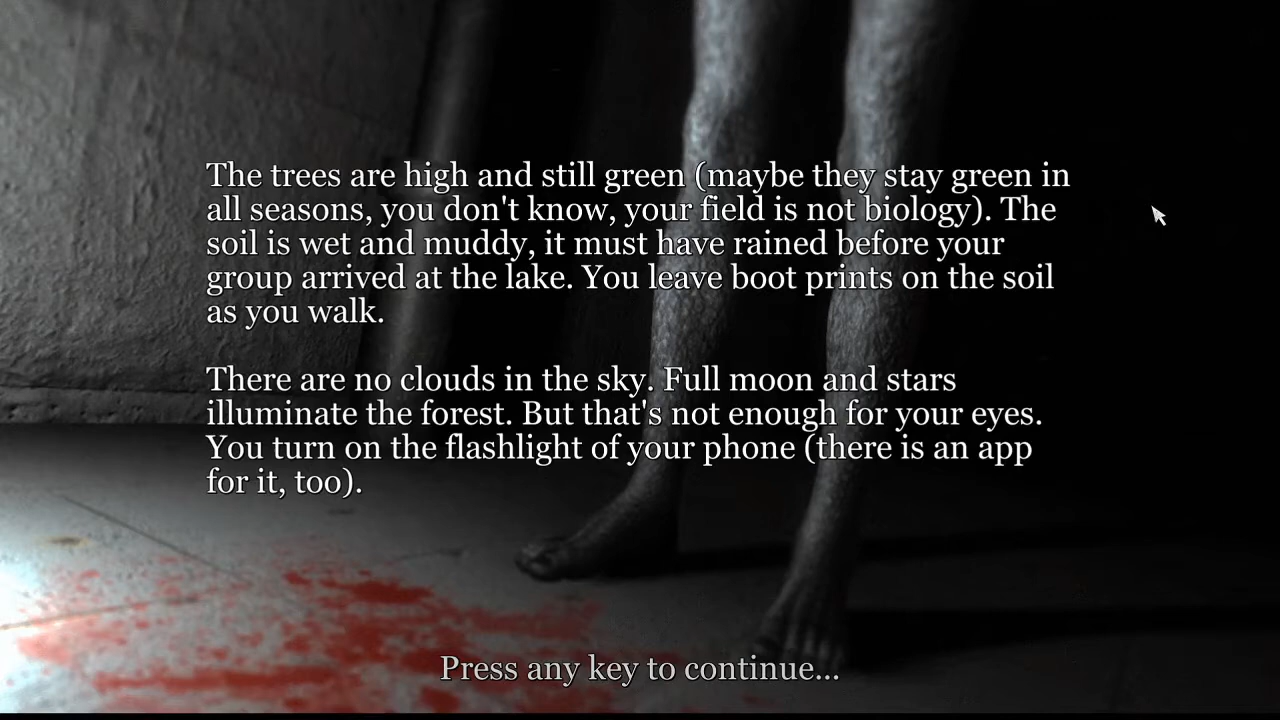 The trees are high and still green (maybe they stay green in
all seasons, you don't know, your field is not biology). The
soil is wet and muddy, it must have rained before your
group arrived at the lake. You leave boot prints on the soil
as you walk.
There are no clouds in the sky. Full moon and stars
illuminate the forest. But that's not enough for your eyes.
You turn on the flashlight of your phone (there is an app
for it, too).
Press any key to continue...